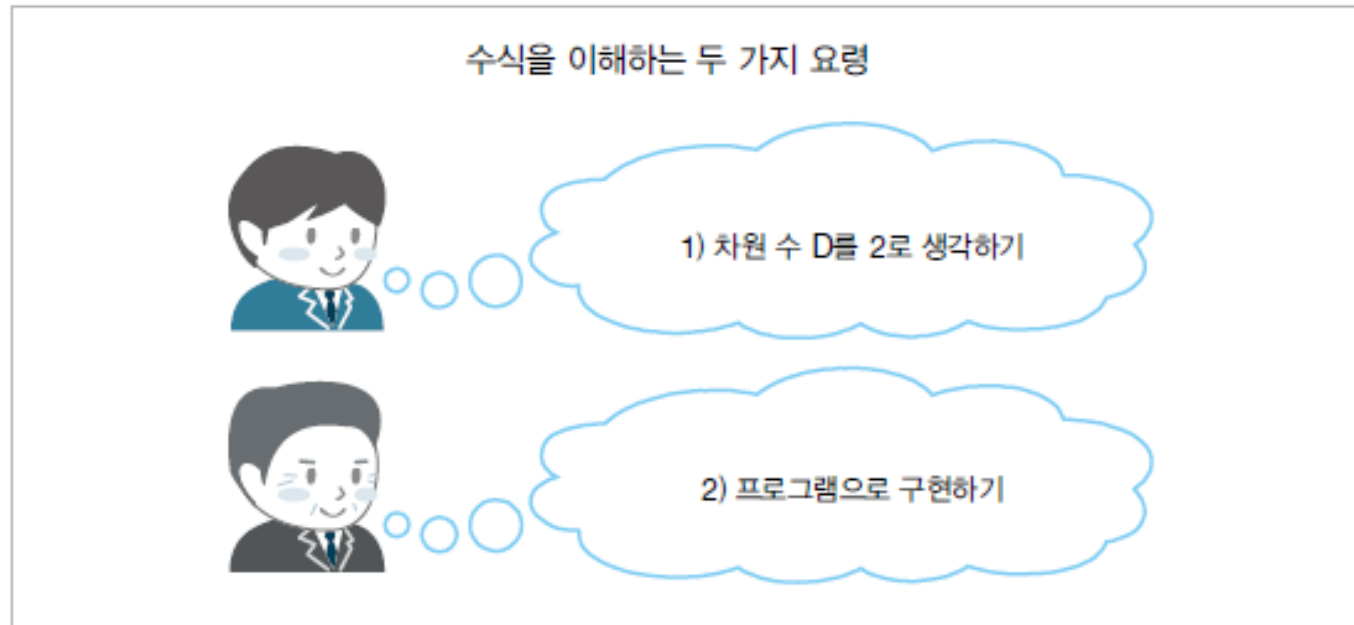 수식을 이해하는 두 가지 요령
1) 차원 수 D를 2로 생각하기
2) 프로그램으로 구현하기